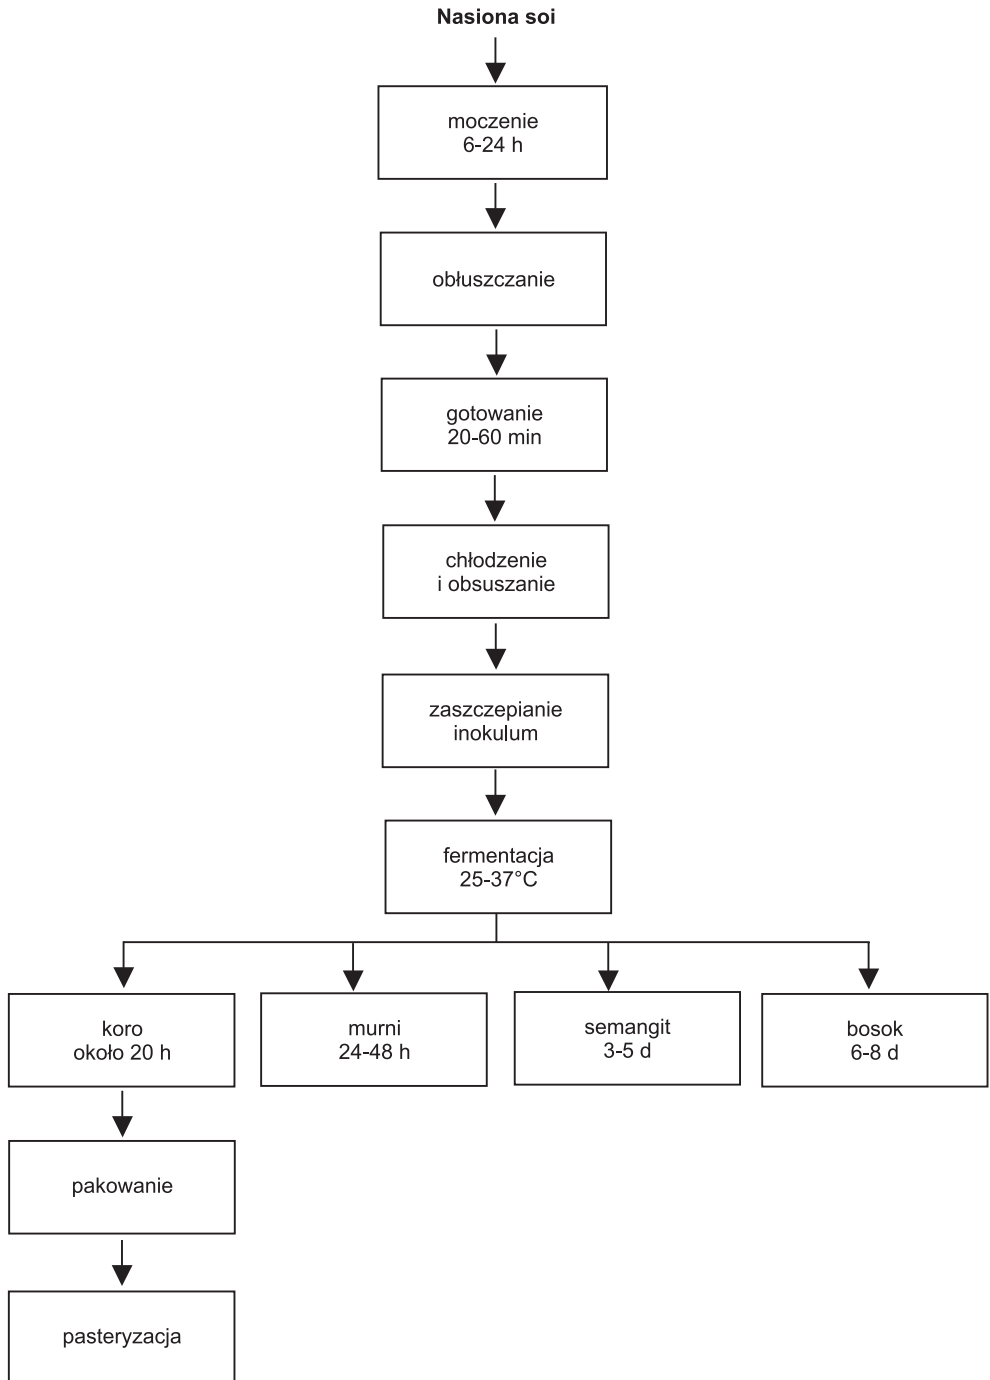 Nasiona soi
moczenie
6-24 h
obłuszczanie
gotowanie
20-60 min
chłodzenie
i obsuszanie
zaszczepianie
inokulum
fermentacja
25-37°C
koro
około 20 h
murni
24-48 h
semangit
3-5 d
bosok
6-8 d
pakowanie
pasteryzacja